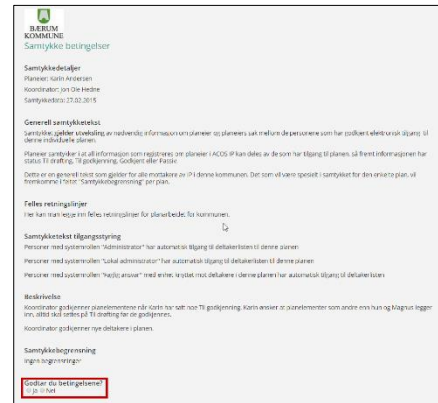 BÆRUM
KOMMUNE
Samtykke betingelser
Samtykkedetaljer
Planeier: Karin Andersen
Koordinator: Jon Ole Hedne
Samtykkedato: 27.02.2015
Generell samtykketekst
Samtykket gjelder utveksling av nødvendig informasjon om planeier og planeiers sak mellom de personene som har godkjent elektronisk tilgang til
denne individuelle planen.
Planeier samtykker i at all informasjon som registreres om planeier i ACOS IP kan deles av de som har tilgang til planen, så fremt informasjonen har
status Til drøfting, Til godkjenning, Godkjent eller Passiv.
Dette er en generell tekst som gjelder for alle mottakere av IP i denne kommunen. Det som vil være spesielt i samtykket for den enkelte plan, vil
fremkomme i feltet "Samtykkebegrensning" per plan.
Felles retningslinjer
Her kan man legge inn felles retningslinjer for planarbeidet for kommunen.
Samtykketekst tilgangsstyring
Personer med systemrollen "Administrator" har automatisk tilgang til deltakerlisten til denne planen
Personer med systemrollen "Lokal administrator" har automatisk tilgang til deltakerlisten til denne planen
Personer med systemrollen "Faglig ansvar" med enhet knyttet mot deltakere i denne planen har automatisk tilgang til deltakerlisten
Beskrivelse
Koordinator godkjenner planelementene når Karin har satt noe Til godkjenning. Karin ønsker at planelementer som andre enn hun og Magnus legger
inn, alltid skal settes på Til drøfting før de godkjennes.
Koordinator godkjenner nye deltakere i planen.
Samtykkebegrensning
Ingen begrensninger
Godtar du betingelsene?
Ja Nei